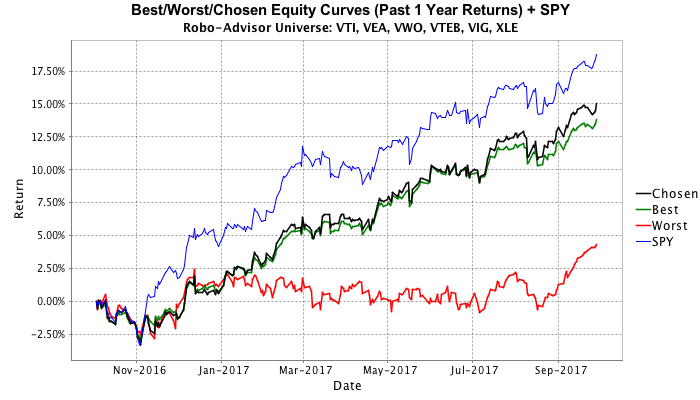 Best/Worst/Chosen Equity Curves (Past 1 Year Returns) + SPY
Robo-Advisor Universe: VTI, VEA, VWO, VTEB, VIG, XLE
17.50%
15.00%
12.50%
10.00%
7.50%
5.00%
2.50%
0.00%
-2.50%
Return
Nov-2016
Jan-2017
Mar-2017
May-2017
Jul-2017
Sep-2017
Date
Chosen
Best
Worst
SPY